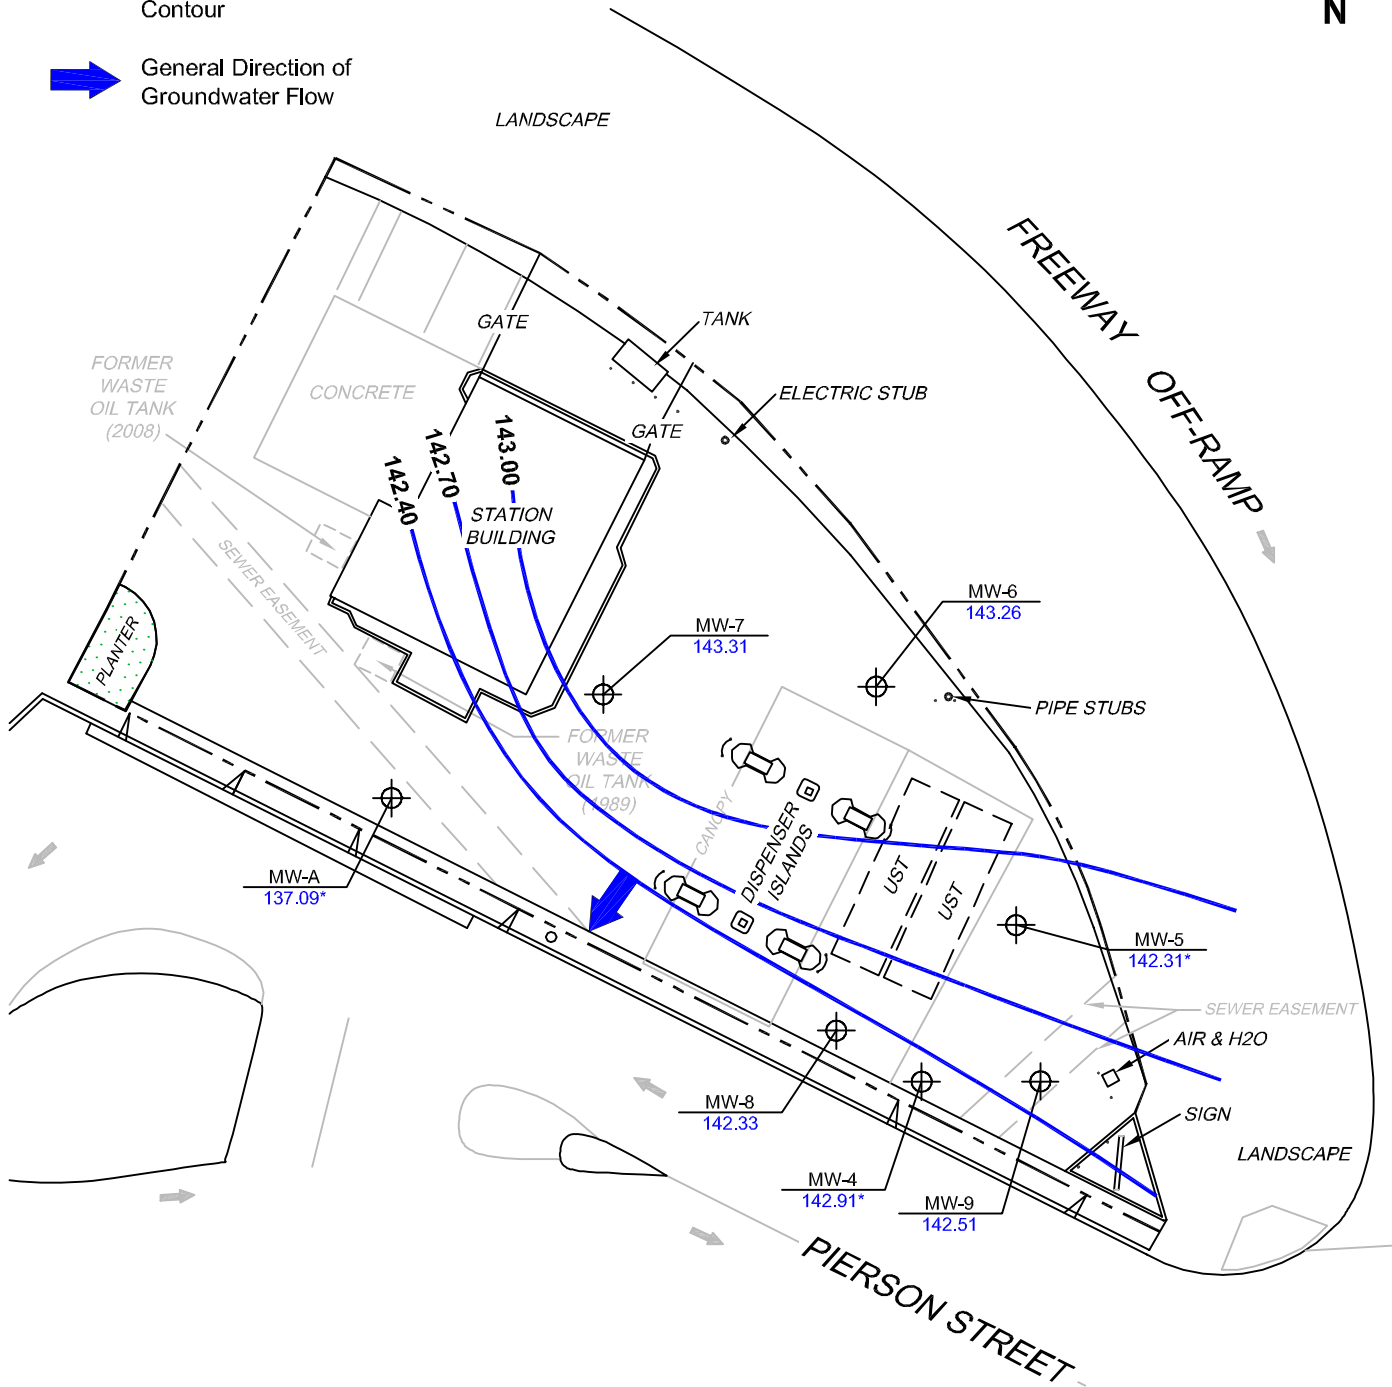 Contour
N
General Direction of
Groundwater Flow
LANDSCAPE
FREEWAY OFF-RAMP
GATE
TANK
FORMER
WASTE
OIL TANK
(2008)
CONCRETE
ELECTRIC STUB
GATE
142.40
142.70
143.00
STATION
BUILDING
SEWER EASEMENT
MW-6
143.26
MW-7
143.31
PLANTER
PIPE STUBS
FORMER
WASTE
OIL TANK
(1989)
CANOPY
DISPENSER
ISLANDS
UST
UST
MW-A
137.09*
MW-5
142.31*
SEWER EASEMENT
AIR & H2O
MW-8
142.33
SIGN
LANDSCAPE
MW-4
142.91*
MW-9
142.51
PIERSON STREET